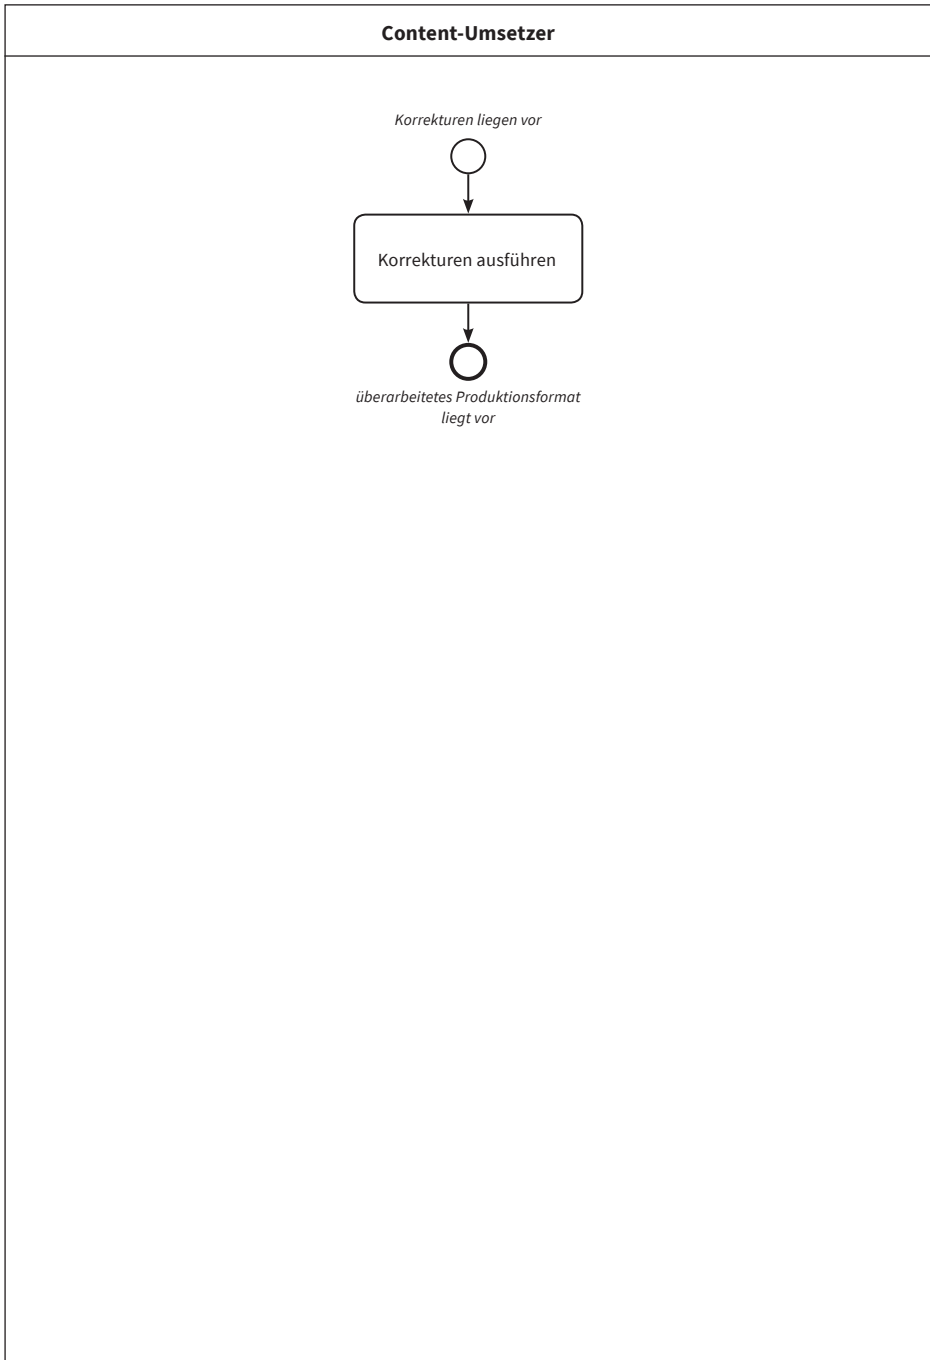 Content-Umsetzer
Korrekturen liegen vor
Korrekturen ausführen
überarbeitetes Produktionsformat
liegt vor